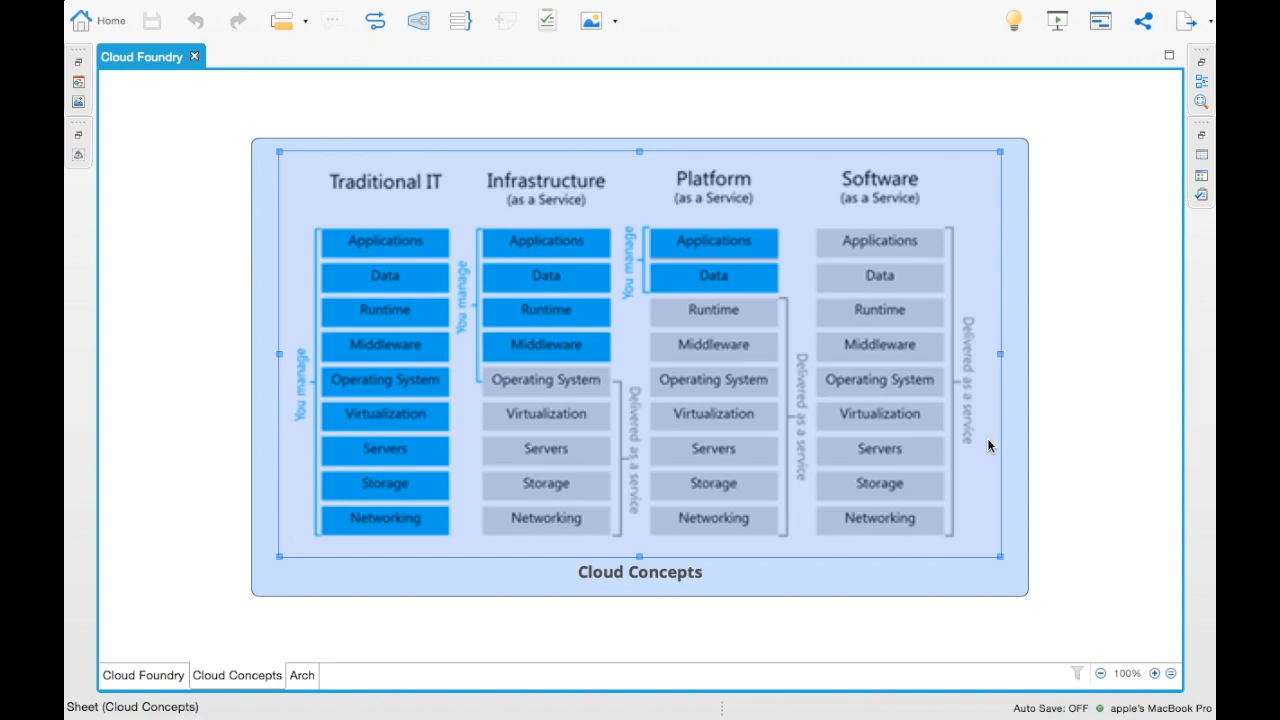 Home
Cloud Foundry
Traditional IT
Infrastructure
(as a Service)
Platform
(as a Service)
Software
(as a Service)
You manage
Applications
Data
Runtime
Middleware
Operating System
Virtualization
Servers
Storage
Networking
You manage
Applications
Data
Runtime
Middleware
Operating System
Virtualization
Servers
Storage
Networking
Delivered as a service
You manage
Applications
Data
Runtime
Middleware
Operating System
Virtualization
Servers
Storage
Networking
Delivered as a service
Applications
Data
Runtime
Middleware
Operating System
Virtualization
Servers
Storage
Networking
Delivered as a service
Cloud Concepts
Cloud Foundry
Cloud Concepts
Arch
100%
Sheet (Cloud Concepts)
Auto Save: OFF
apple's MacBook Pro